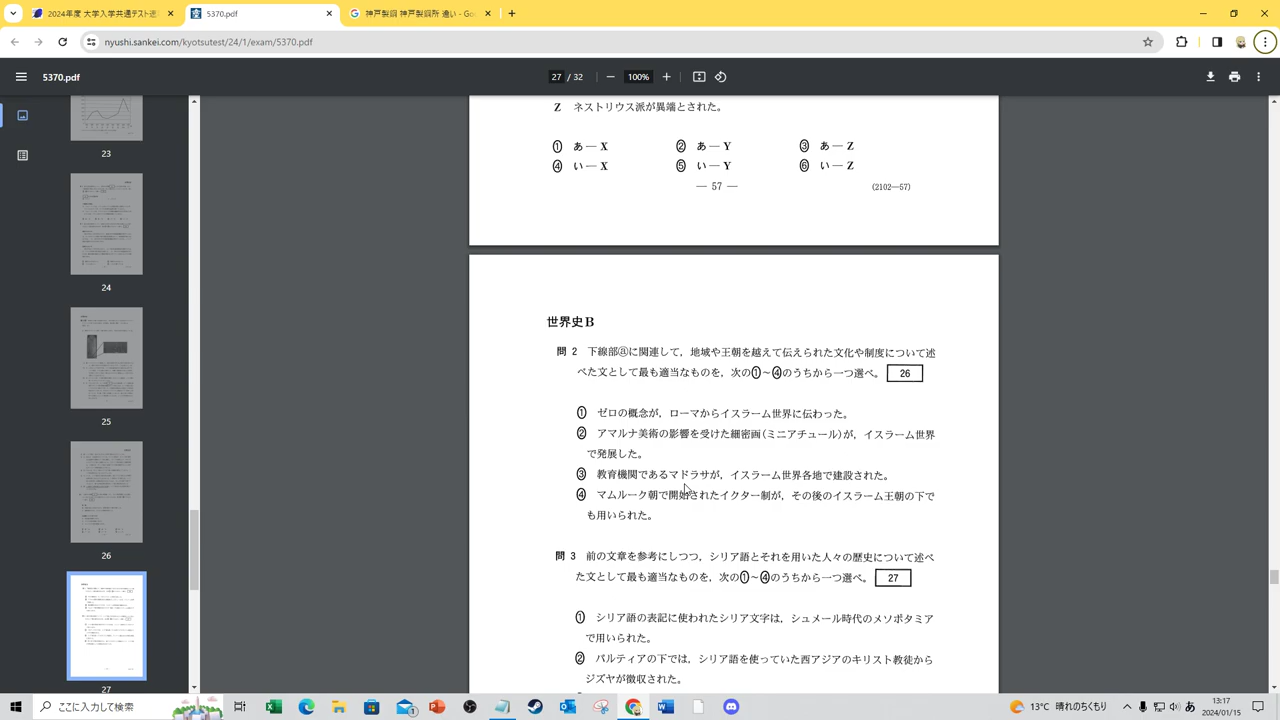 2024年度 大学入学共通テスト速
5370.pdf
神戸製鋼 神戸製鋼所 違い - Goo
nyushi.sankei.com/kyotsutest/24/1/exam/5370.pdf
5370.pdf
27 / 32
100%
23
24
25
26
27
Z ネストリウス派が異端とされた。
① あ ― X ② あ ― Y ③ あ ― Z
④ い ― X ⑤ い ― Y ⑥ い ― Z
― 57 ―
(2102―57)
世界史B
問 2 下線部ⓐに関連して，地域や王朝を越えて伝えられた文化や制度について述
べた文として最も適当なものを，次の①～④のうちから一つ選べ。 26
① ゼロの概念が，ローマからイスラーム世界に伝わった。
② アマルナ美術の影響を受けた細密画(ミニアチュール)が，イスラーム世界
で発展した。
③ 教育機関であるマドラサが，イスラーム世界各地で建設された。
④ マムルーク朝で開始されたイクター制が，その後のイスラーム王朝の下で
も用いられた。
問 3 前の文章を参考にしつつ，シリア語とそれを用いた人々の歴史について述べ
た文として最も適当なものを，次の①～④のうちから一つ選べ。 27
① シリア語の表記に使われたシリア文字は，シュメール時代のメソポタミア
で用いられた。
② パルティアの下では，シリア語を使っていた西アジアのキリスト教徒から
ジズヤが徴収された。
ここに入力して検索
1
13°C 晴れのちくもり
あ
13:17
2024/01/15